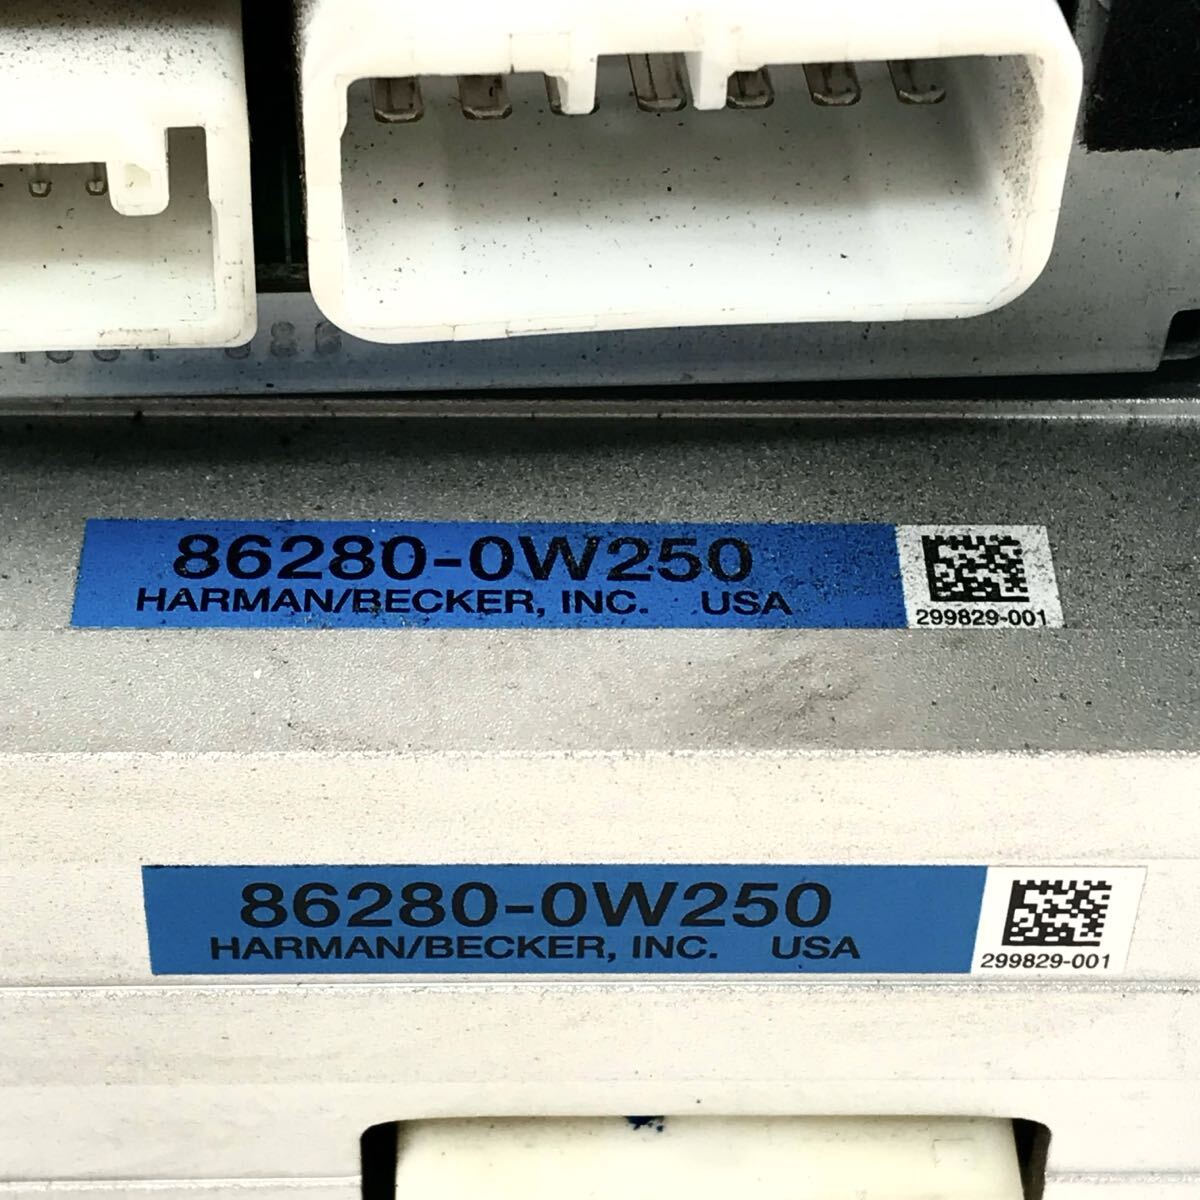 86280-0W250
HARMAN/BECKER, INC. USA
299829-001
86280-0W250
HARMAN/BECKER, INC. USA
299829-001